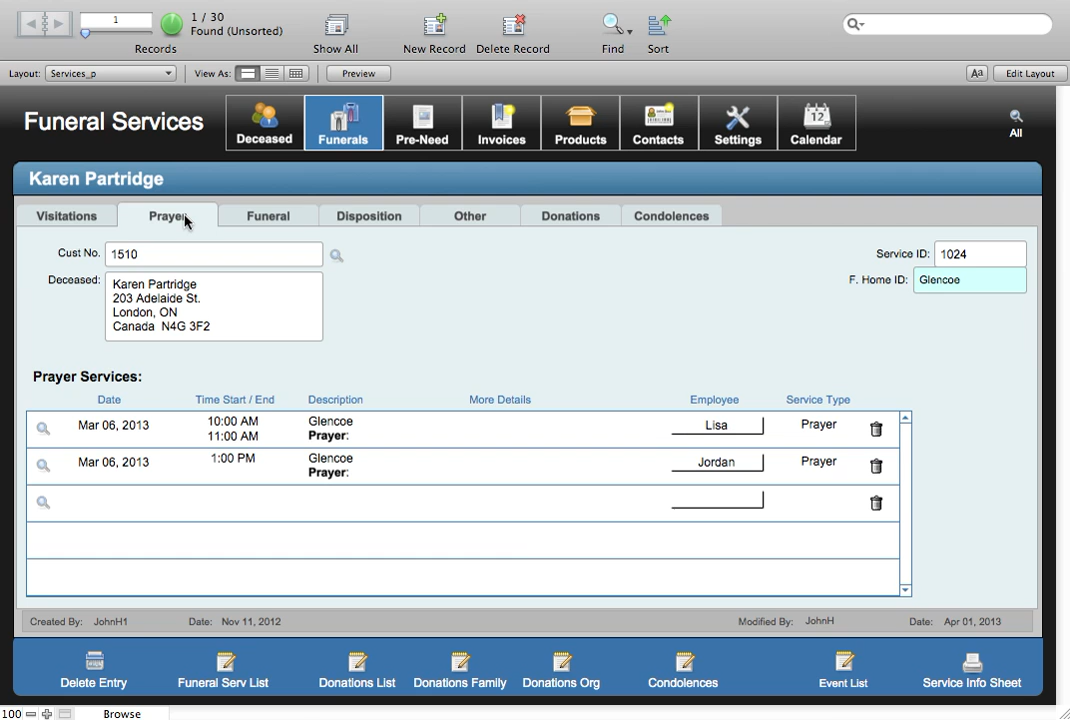 1
1 / 30
Found (Unsorted)
Records
Show All
New Record
Delete Record
Find
Sort
Layout: Services_p
View As:
Preview
Aa
Edit Layout
Funeral Services
Deceased
Funerals
Pre-Need
Invoices
Products
Contacts
Settings
12
Calendar
All
Karen Partridge
Visitations
Prayer
Funeral
Disposition
Other
Donations
Condolences
Cust No. 1510
Service ID: 1024
Deceased: Karen Partridge
203 Adelaide St.
London, ON
Canada N4G 3F2
F. Home ID: Glencoe
Prayer Services:
Date Time Start / End Description More Details Employee Service Type
Mar 06, 2013 10:00 AM Glencoe Lisa Prayer
11:00 AM Prayer:
Mar 06, 2013 1:00 PM Glencoe Jordan Prayer
Prayer:
Created By: JohnH1 Date: Nov 11, 2012 Modified By: JohnH Date: Apr 01, 2013
Delete Entry
Funeral Serv List
Donations List
Donations Family
Donations Org
Condolences
Event List
Service Info Sheet
100
Browse